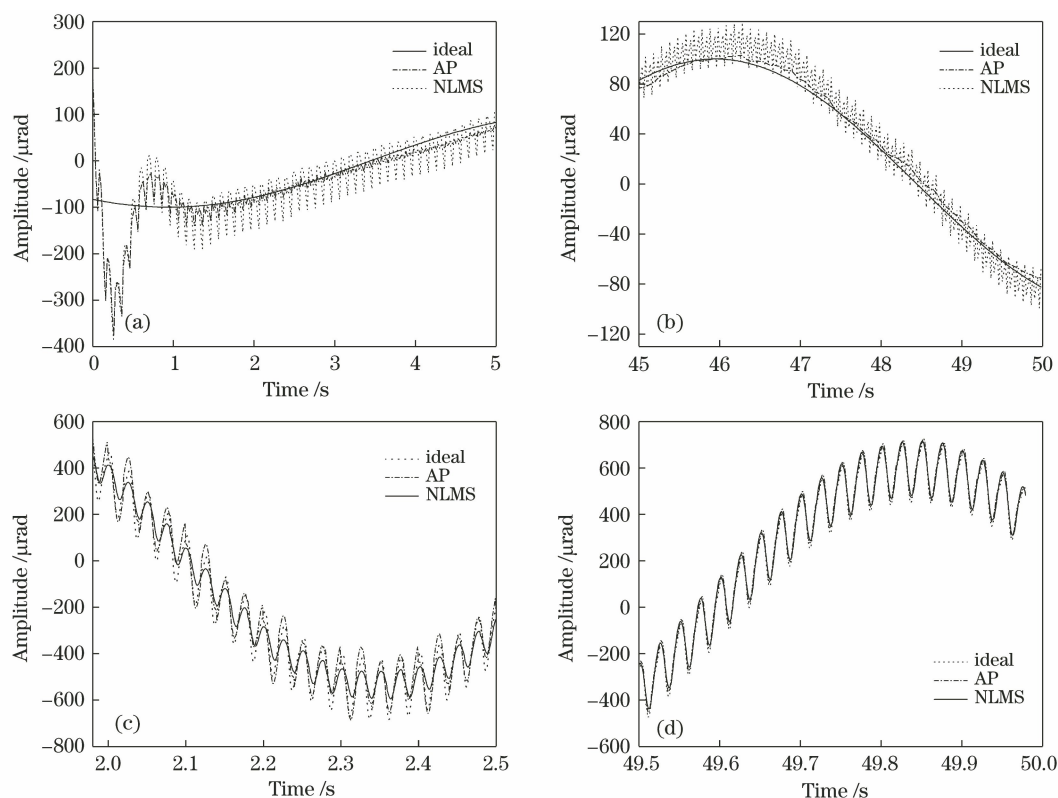 300
200
100
0
−100
−200
−300
−400
Amplitude /μrad
ideal
AP
NLMS
(a)
0 1 2 3 4 5
Time /s
120
80
40
0
−40
−80
−120
Amplitude /μrad
ideal
AP
NLMS
(b)
45 46 47 48 49 50
Time /s
600
400
200
0
−200
−400
−600
−800
Amplitude /μrad
ideal
AP
NLMS
(c)
2.0 2.1 2.2 2.3 2.4 2.5
Time /s
800
600
400
200
0
−200
−400
−600
Amplitude /μrad
ideal
AP
NLMS
(d)
49.5 49.6 49.7 49.8 49.9 50.0
Time /s